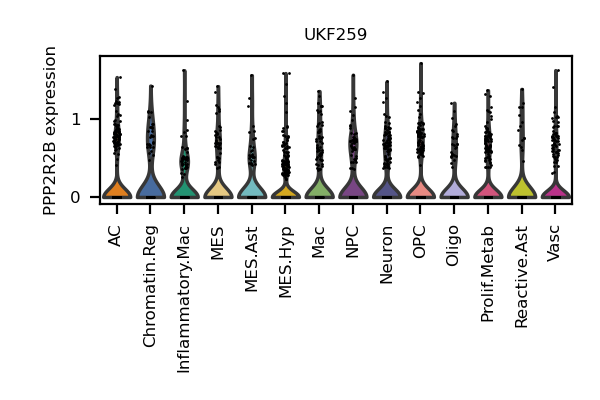 UKF259
PPP2R2B expression
1
0
AC
Chromatin.Reg
Inflammatory.Mac
MES
MES.Ast
MES.Hyp
Mac
NPC
Neuron
OPC
Oligo
Prolif.Metab
Reactive.Ast
Vasc